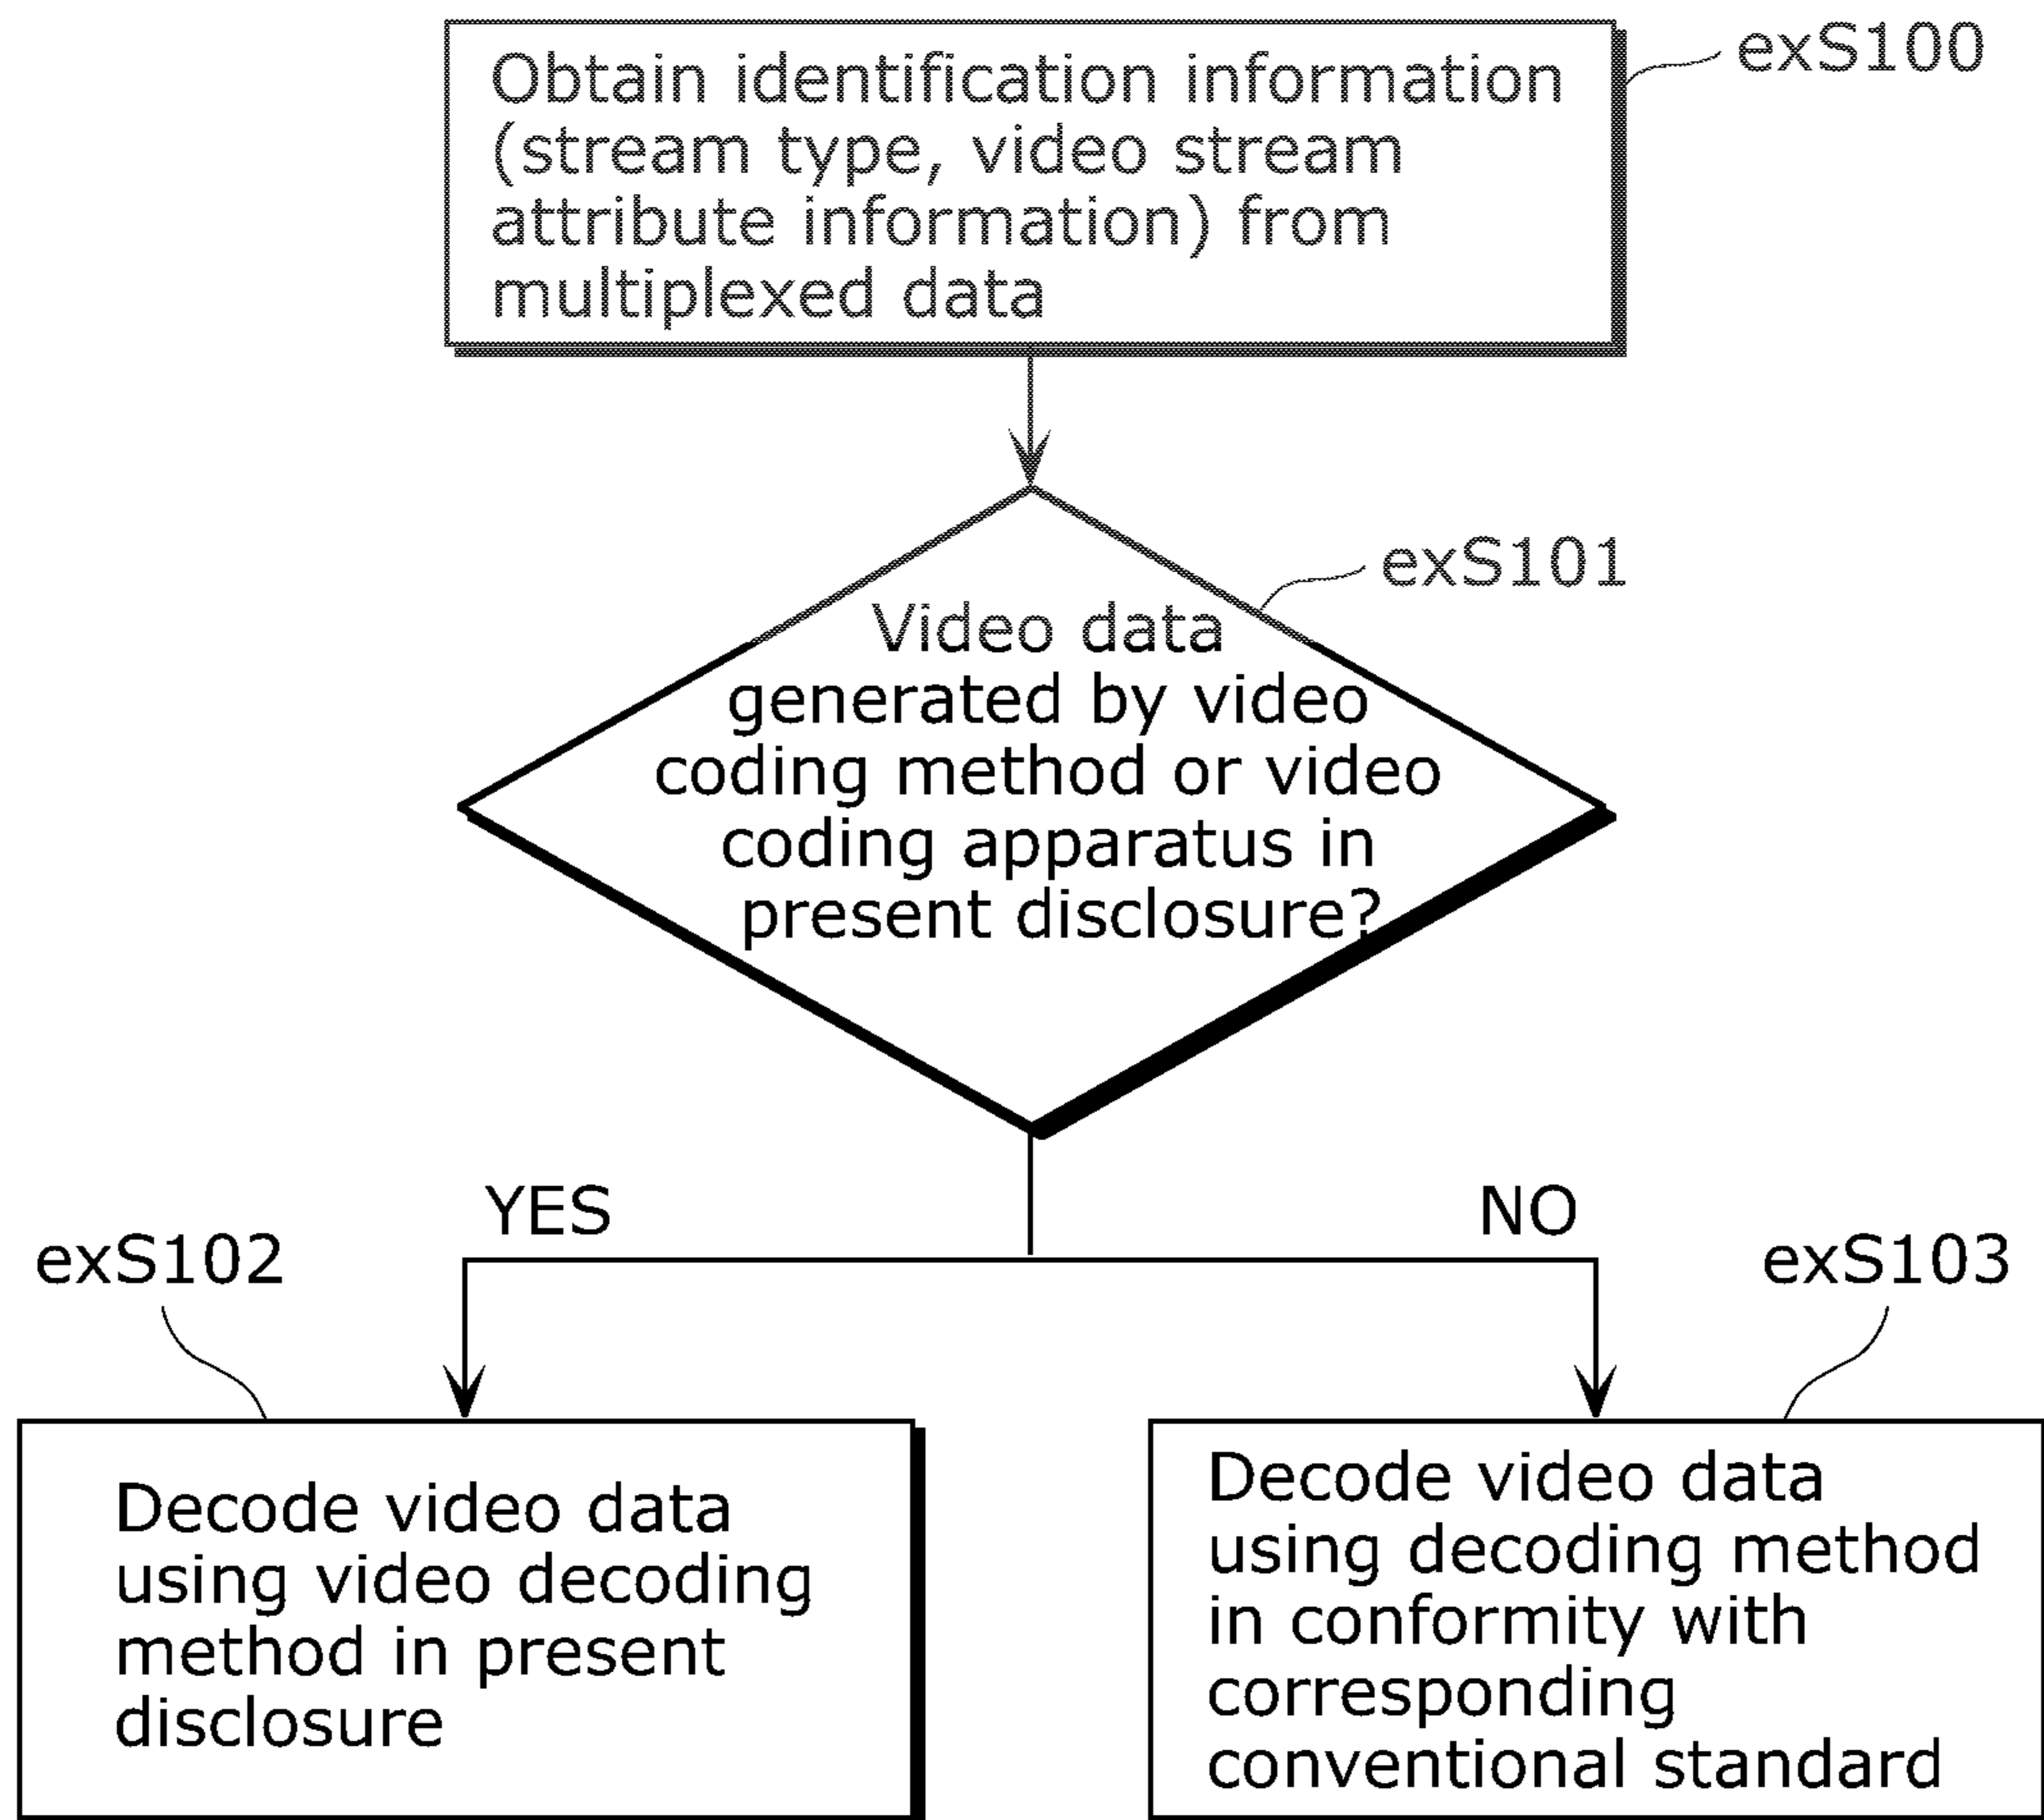 exS100
Obtain identification information
(stream type, video stream
attribute information) from
multiplexed data
exS101
Video data
generated by video
coding method or video
coding apparatus in
present disclosure?
YES
NO
exS102
exS103
Decode video data
using video decoding
method in present
disclosure
Decode video data
using decoding method
in conformity with
corresponding
conventional standard